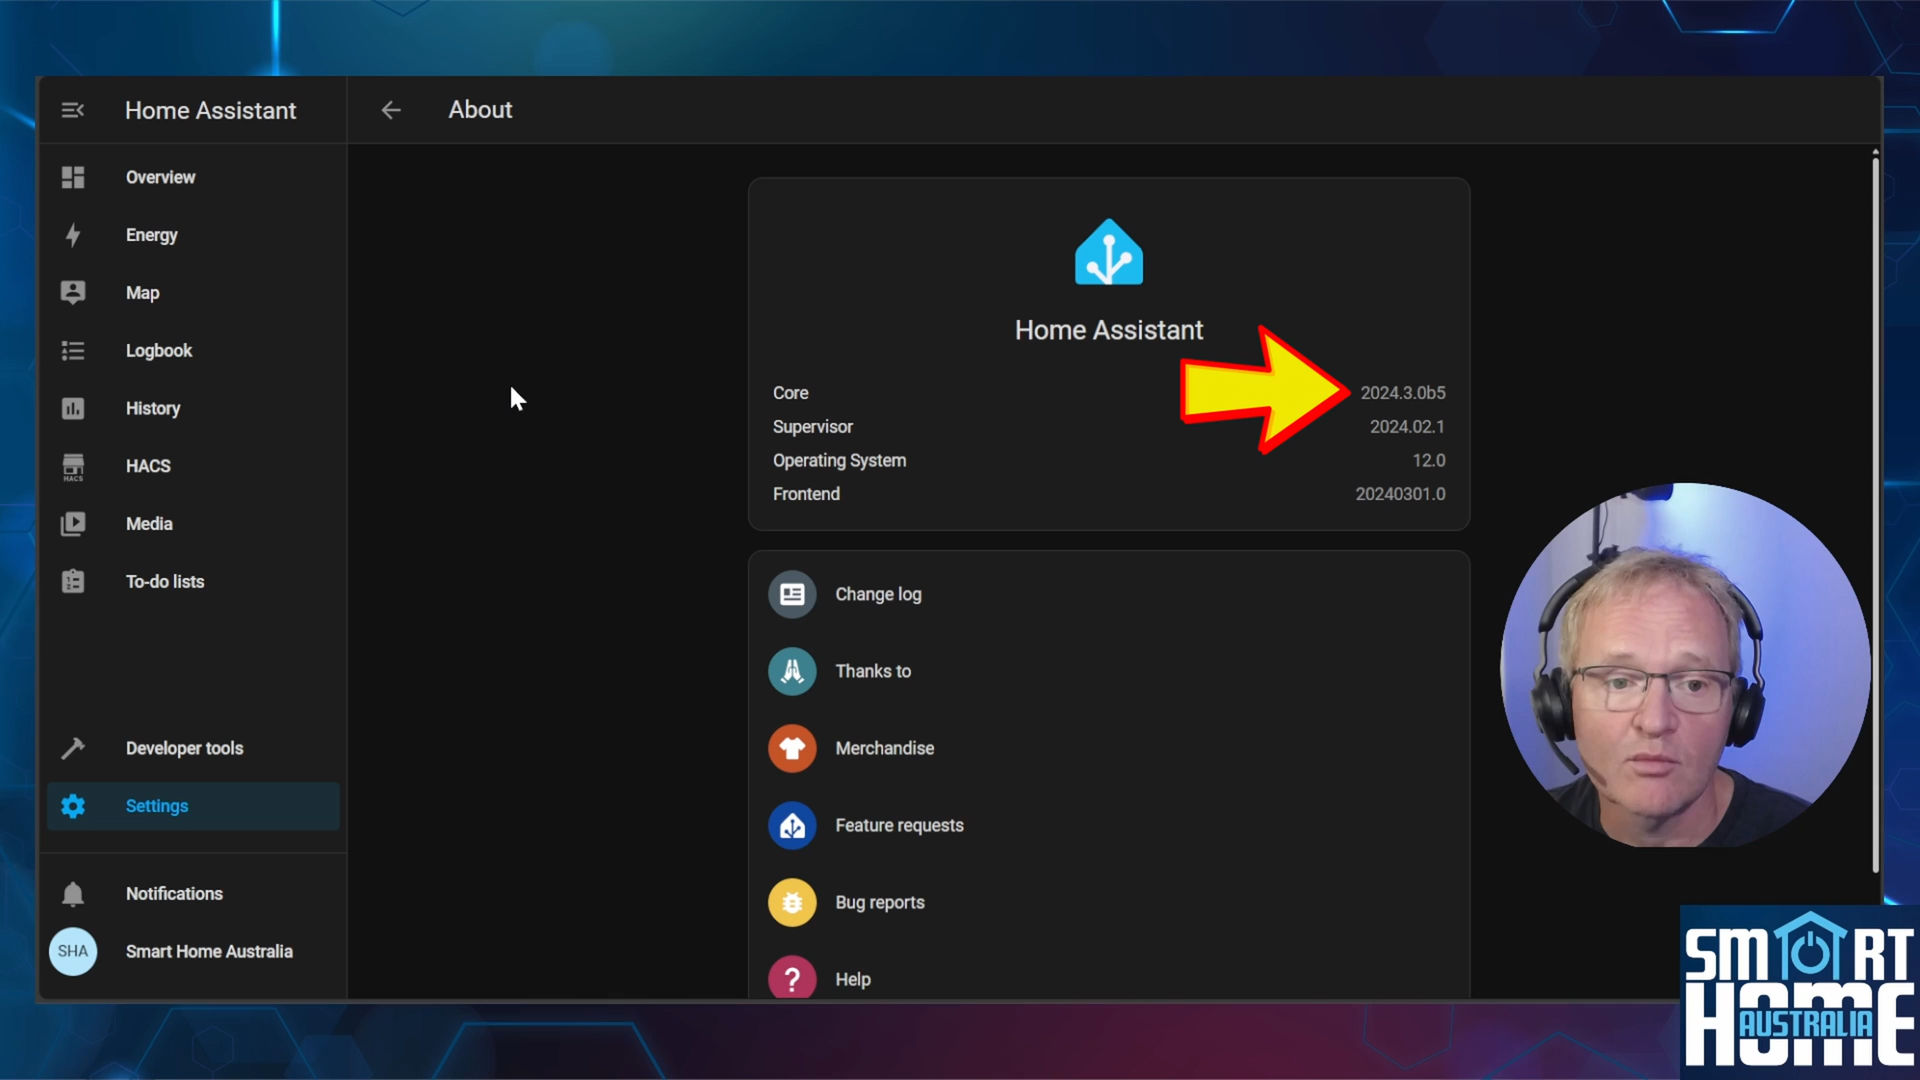 Home Assistant
About
Overview
Energy
Map
Logbook
History
HACS
HACS
Media
To-do lists
Developer tools
Settings
Notifications
SHA
Smart Home Australia
Home Assistant
Core 2024.3.0b5
Supervisor 2024.02.1
Operating System 12.0
Frontend 20240301.0
Change log
Thanks to
Merchandise
Feature requests
Bug reports
? Help
SMART
HOME
AUSTRALIA